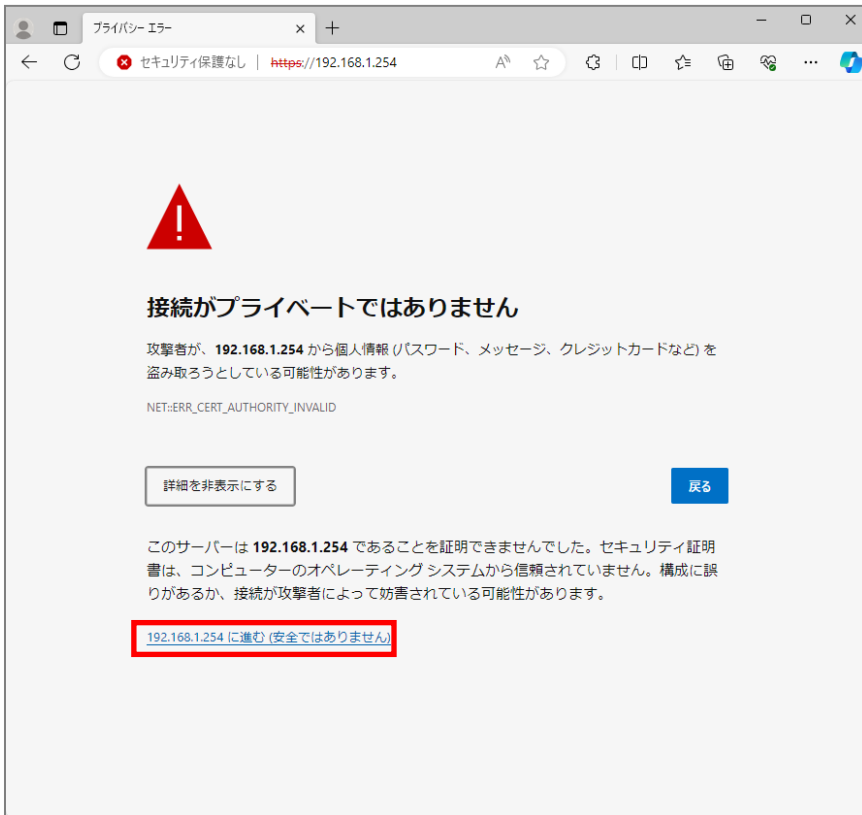 プライバシー エラー
セキュリティ保護なし | https://192.168.1.254
接続がプライベートではありません
攻撃者が、192.168.1.254 から個人情報 (パスワード、メッセージ、クレジットカードなど) を
盗み取ろうとしている可能性があります。
NET::ERR_CERT_AUTHORITY_INVALID
詳細を非表示にする
戻る
このサーバーは 192.168.1.254 であることを証明できませんでした。セキュリティ証明
書は、コンピューターのオペレーティング システムから信頼されていません。構成に誤
りがあるか、接続が攻撃者によって妨害されている可能性があります。
192.168.1.254 に進む (安全ではありません)